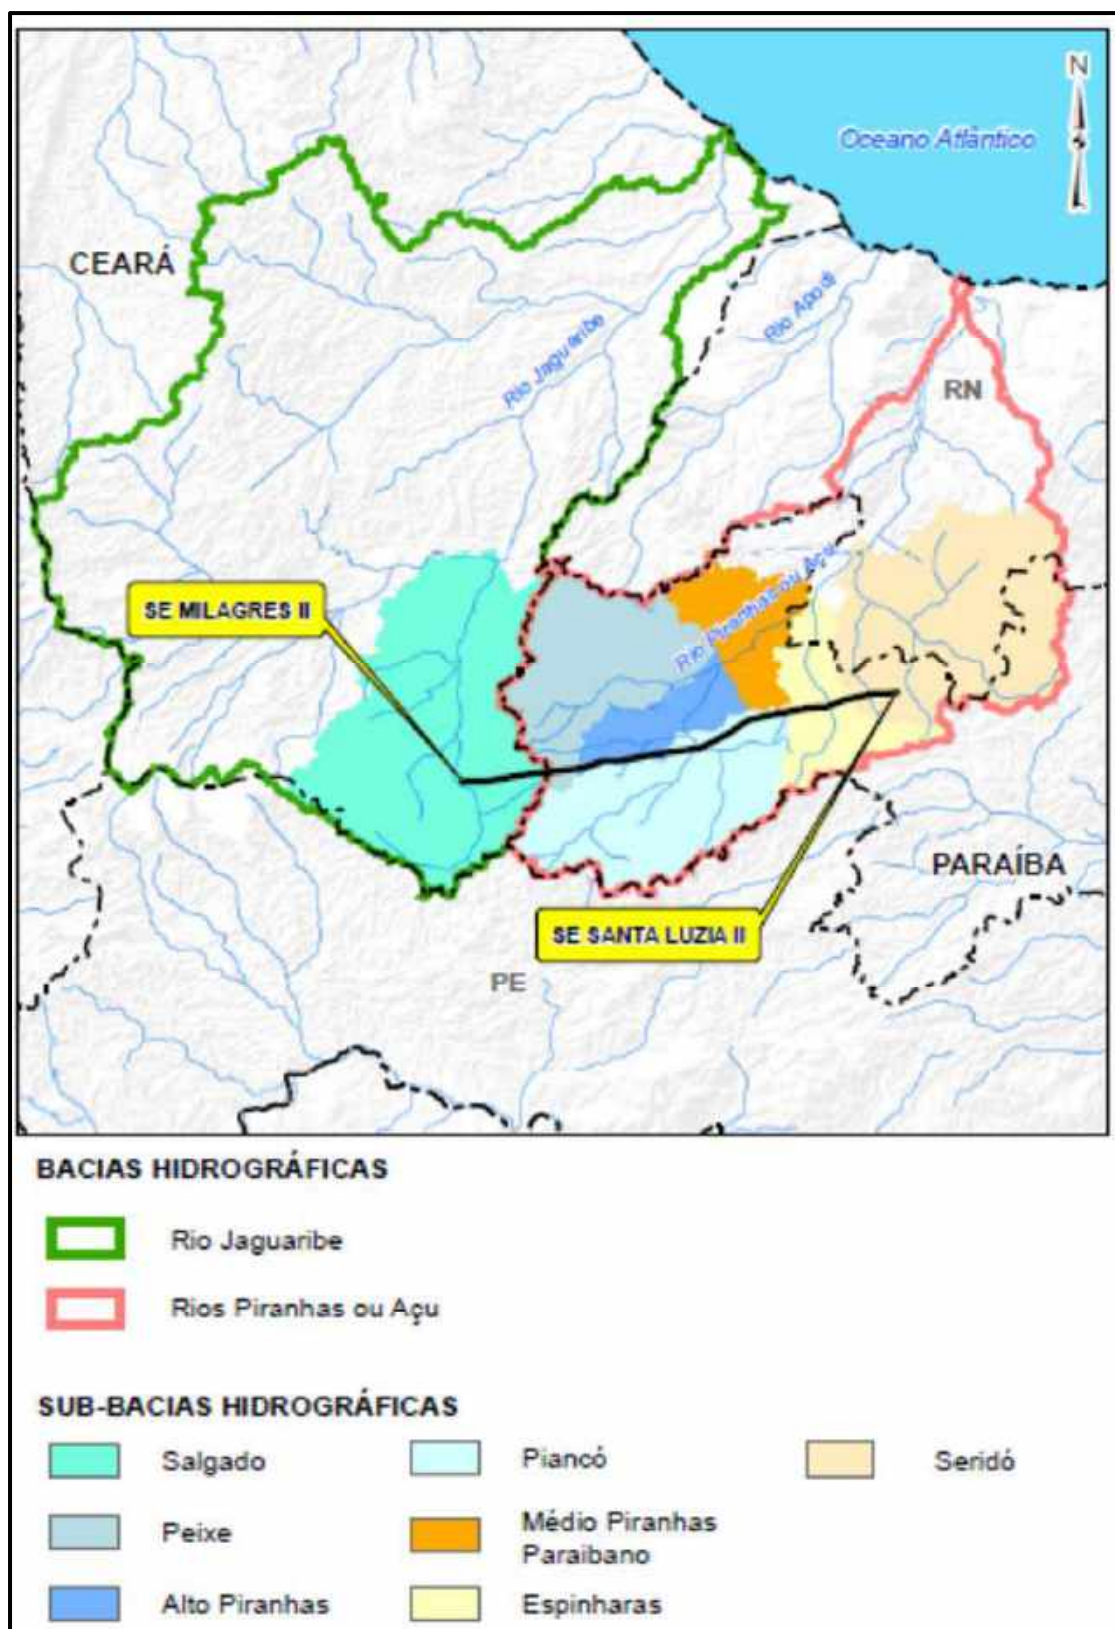 N
Oceano Atlântico
CEARÁ
Rio Apodi
Rio Jaguaribe
RN
Rio Piranhas ou Açu
SE MILAGRES II
PARAÍBA
SE SANTA LUZIA II
PE
BACIAS HIDROGRÁFICAS
Rio Jaguaribe
Rios Piranhas ou Açu
SUB-BACIAS HIDROGRÁFICAS
Salgado
Piancó
Seridó
Peixe
Médio Piranhas
Paraibano
Alto Piranhas
Espinharas